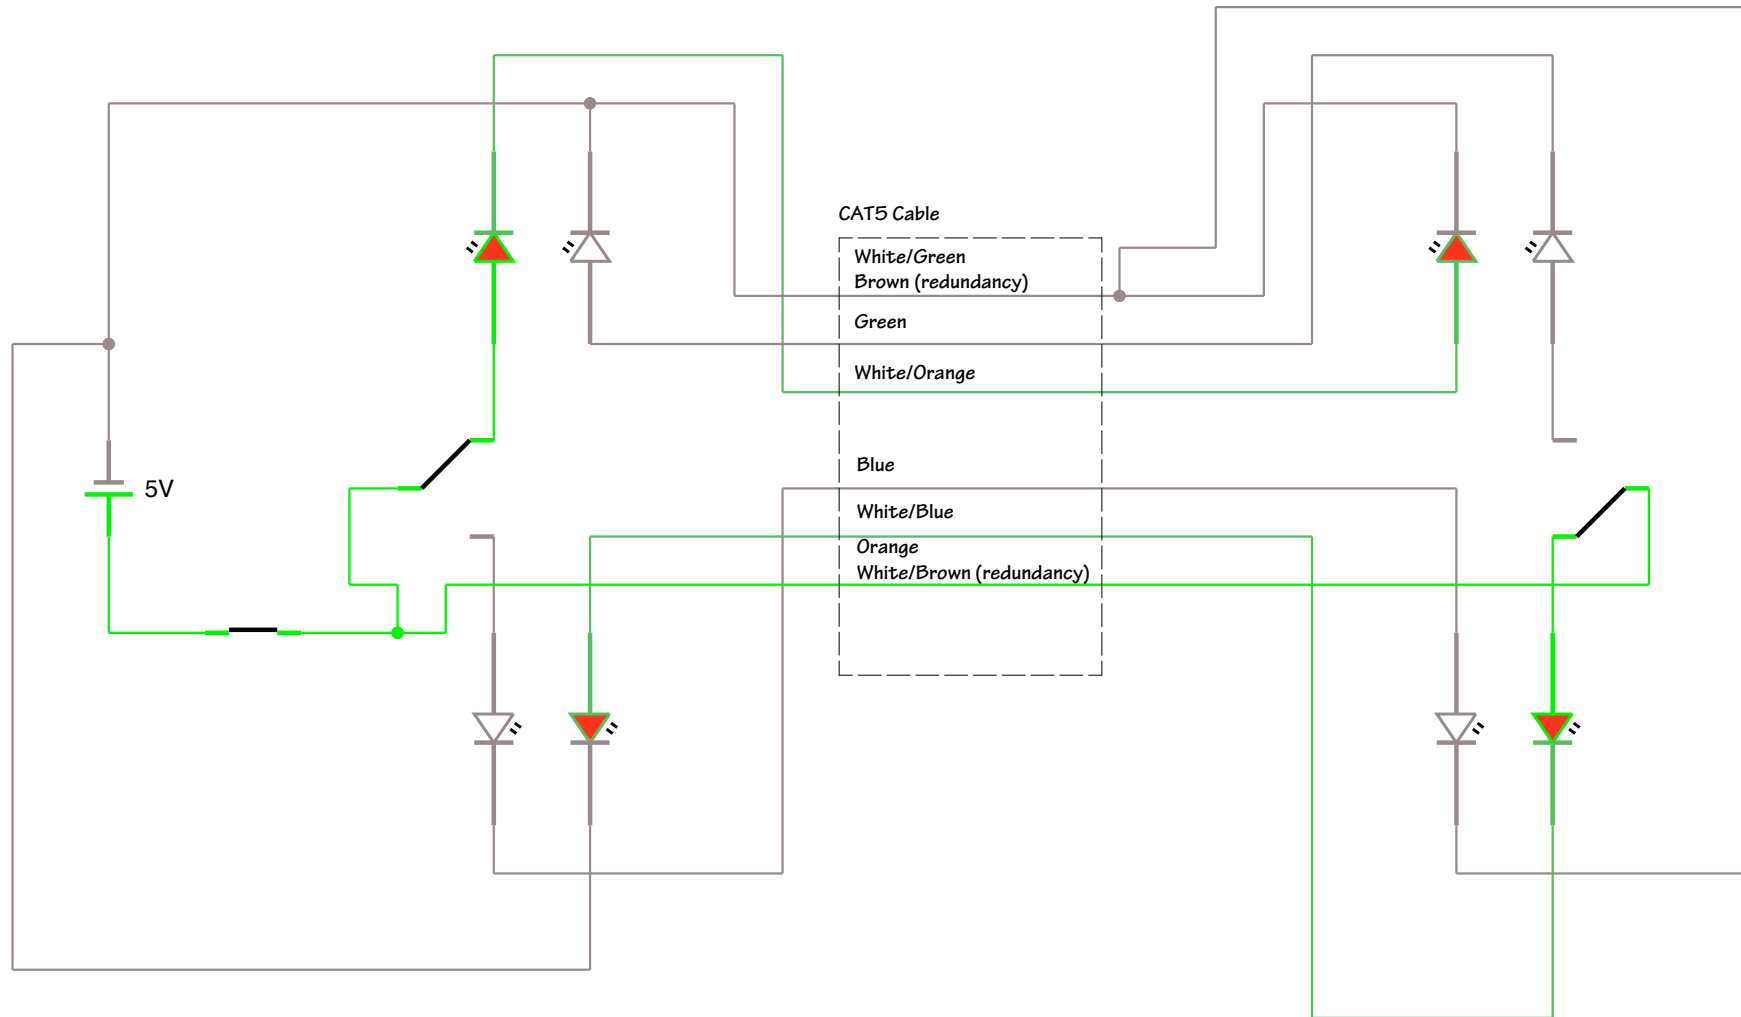 CAT5 Cable
White/Green
Brown (redundancy)
Green
White/Orange
Blue
5V
White/Blue
Orange
White/Brown (redundancy)